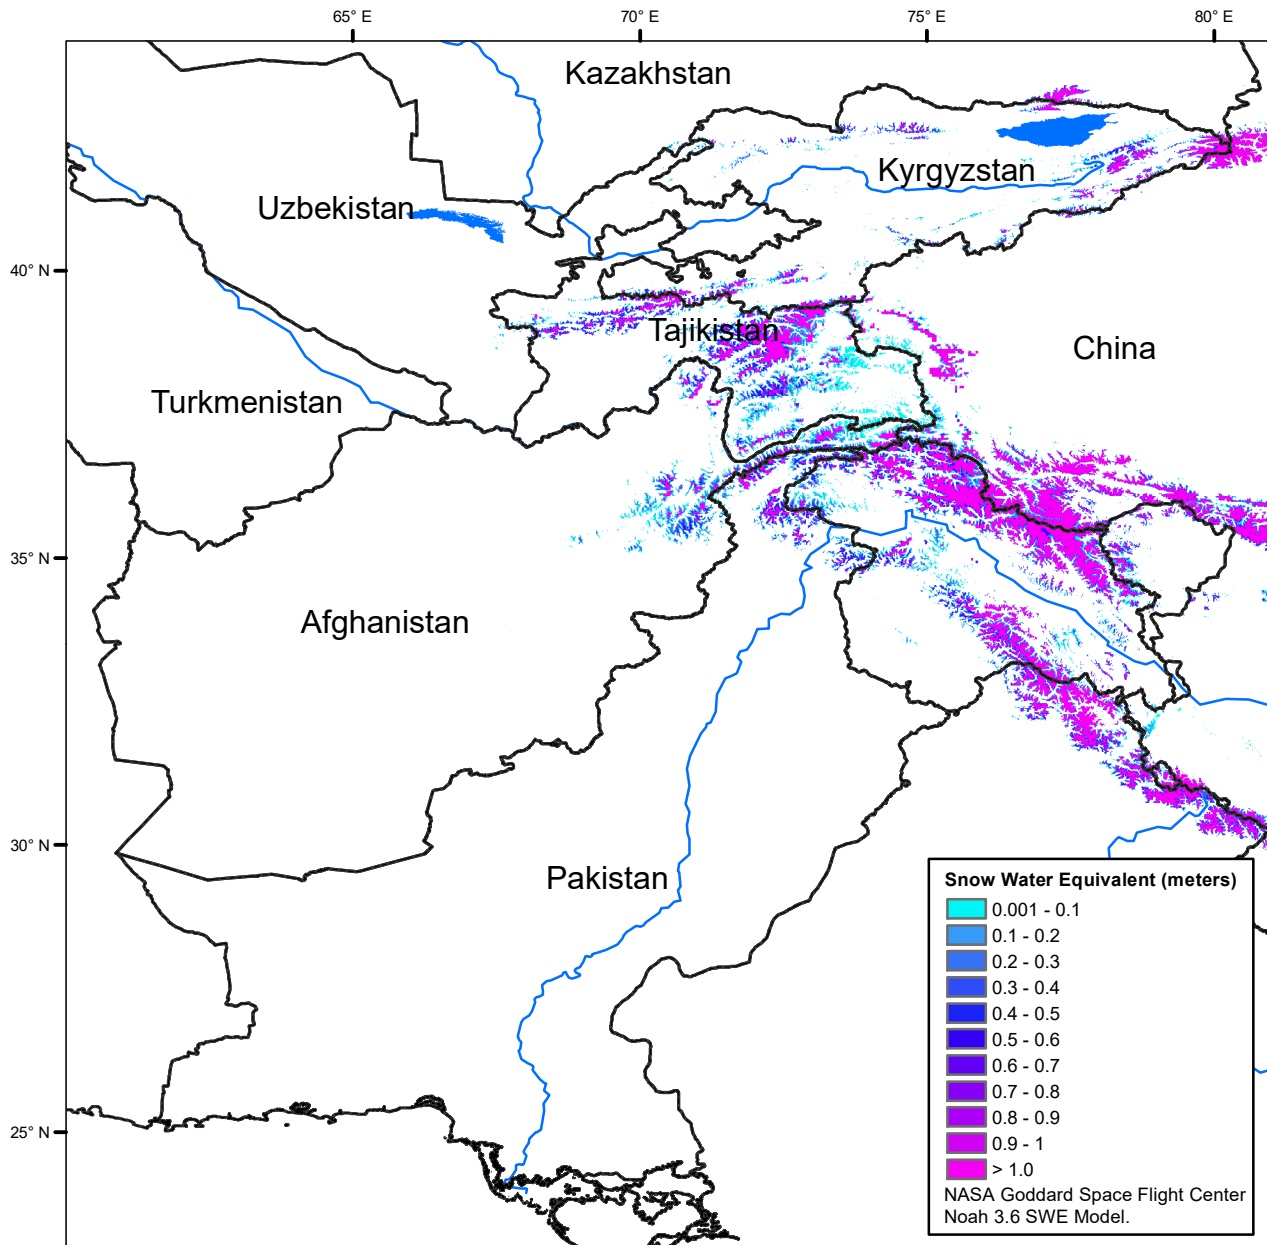 65° E
70° E
75° E
80° E
Kazakhstan
Kyrgyzstan
Uzbekistan
40° N
Tajikistan
China
Turkmenistan
35° N
Afghanistan
30° N
Pakistan
25° N
Snow Water Equivalent (meters)
0.001 - 0.1
0.1 - 0.2
0.2 - 0.3
0.3 - 0.4
0.4 - 0.5
0.5 - 0.6
0.6 - 0.7
0.7 - 0.8
0.8 - 0.9
0.9 - 1
> 1.0
NASA Goddard Space Flight Center
Noah 3.6 SWE Model.